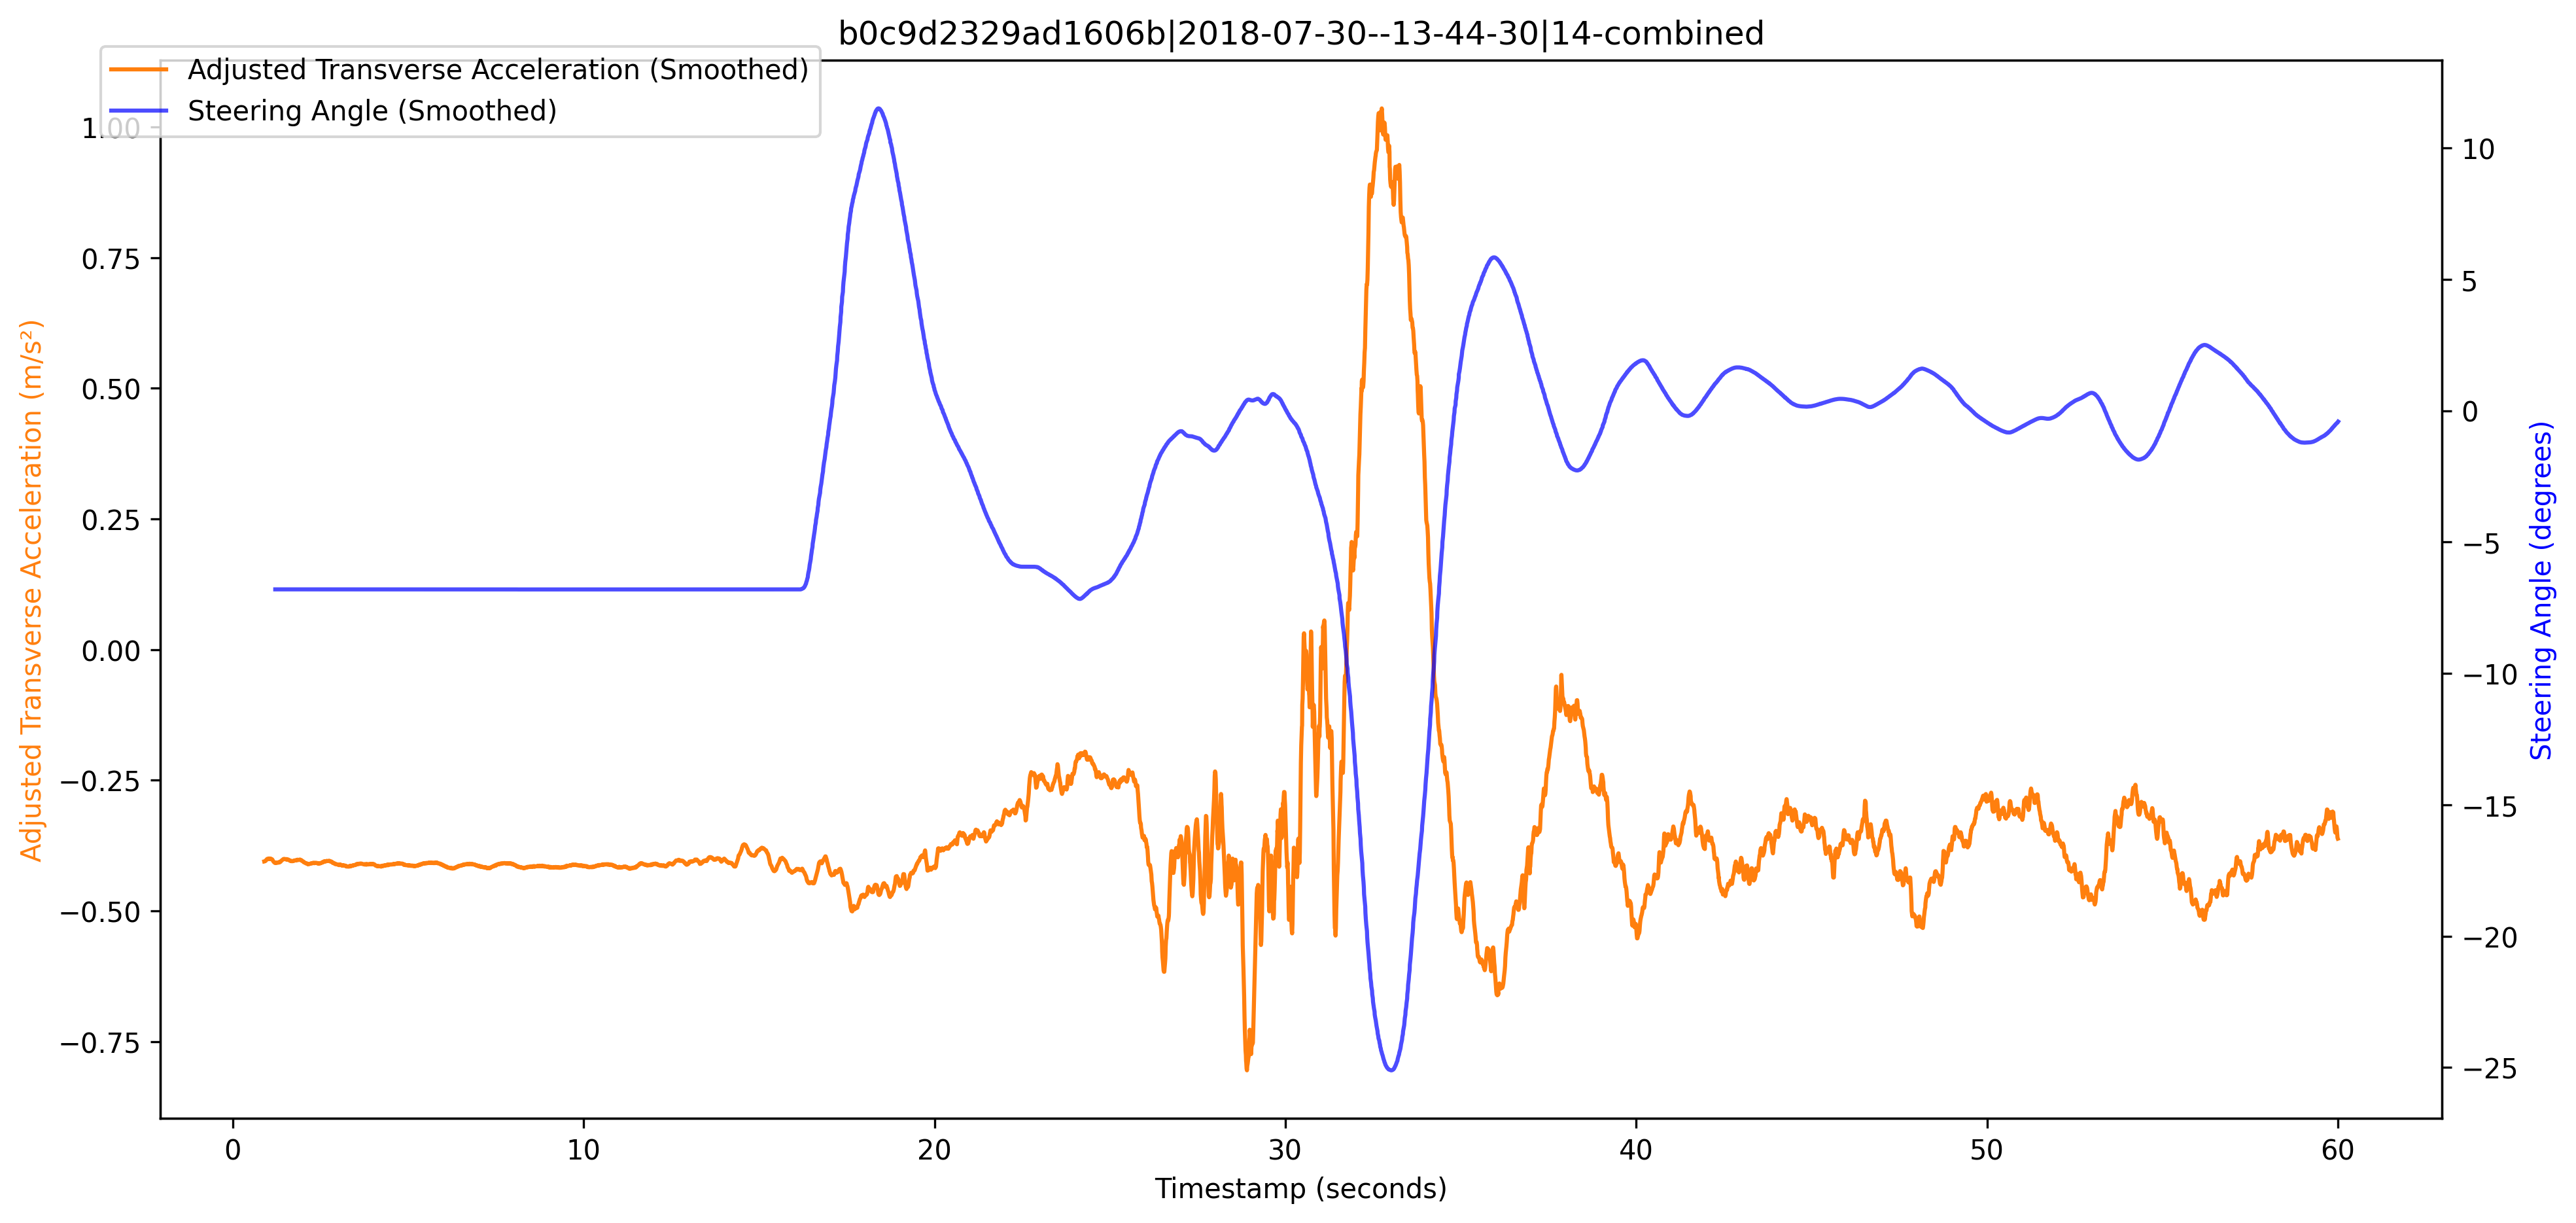 b0c9d2329ad1606b|2018-07-30--13-44-30|14-combined
Adjusted Transverse Acceleration (Smoothed)
Steering Angle (Smoothed)
Adjusted Transverse Acceleration (m/s²)
1.00
0.75
0.50
0.25
0.00
−0.25
−0.50
−0.75
10
5
0
−5
−10
−15
−20
−25
Steering Angle (degrees)
0 10 20 30 40 50 60
Timestamp (seconds)